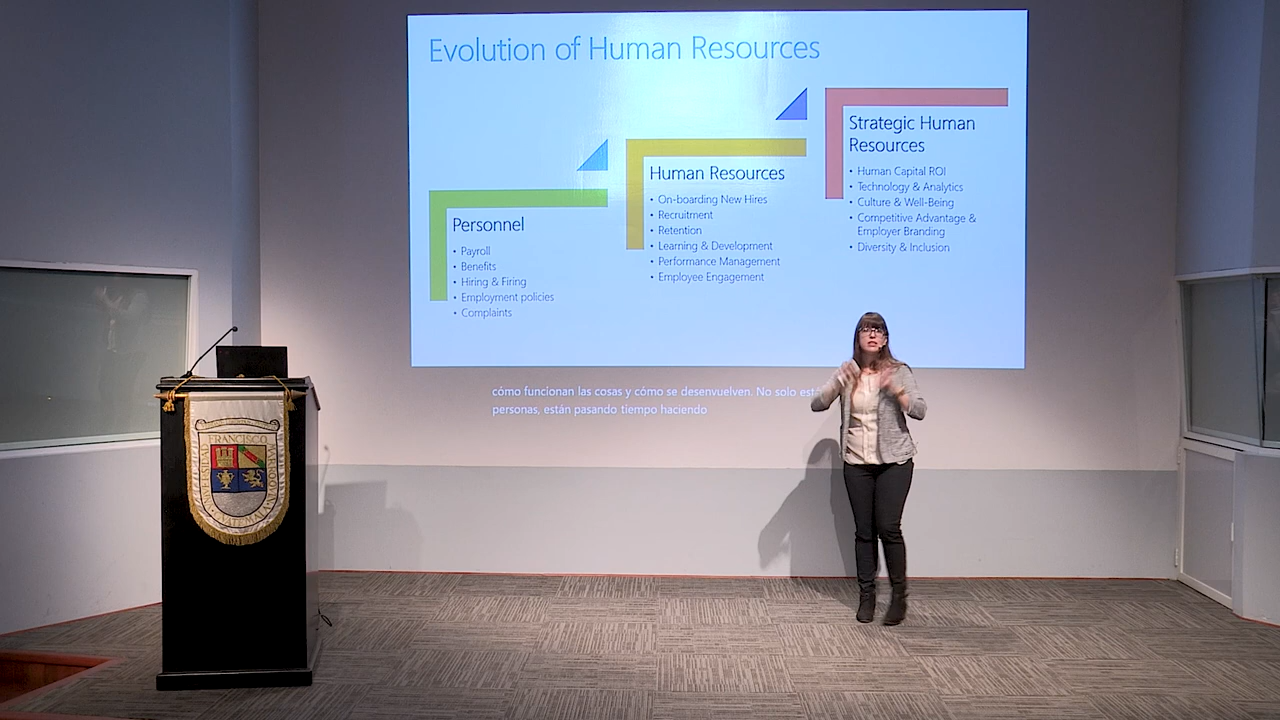 Evolution of Human Resources
Personnel
• Payroll
• Benefits
• Hiring & Firing
• Employment policies
• Complaints
Human Resources
• On-boarding New Hires
• Recruitment
• Retention
• Learning & Development
• Performance Management
• Employee Engagement
Strategic Human
Resources
• Human Capital ROI
• Technology & Analytics
• Culture & Well-Being
• Competitive Advantage &
Employer Branding
• Diversity & Inclusion
cómo funcionan las cosas y cómo se desenvuelven. No solo
personas, están pasando tiempo haciendo
FRANCISCO
MARROQUIN
UNIVERSITAS
GUATEMALA